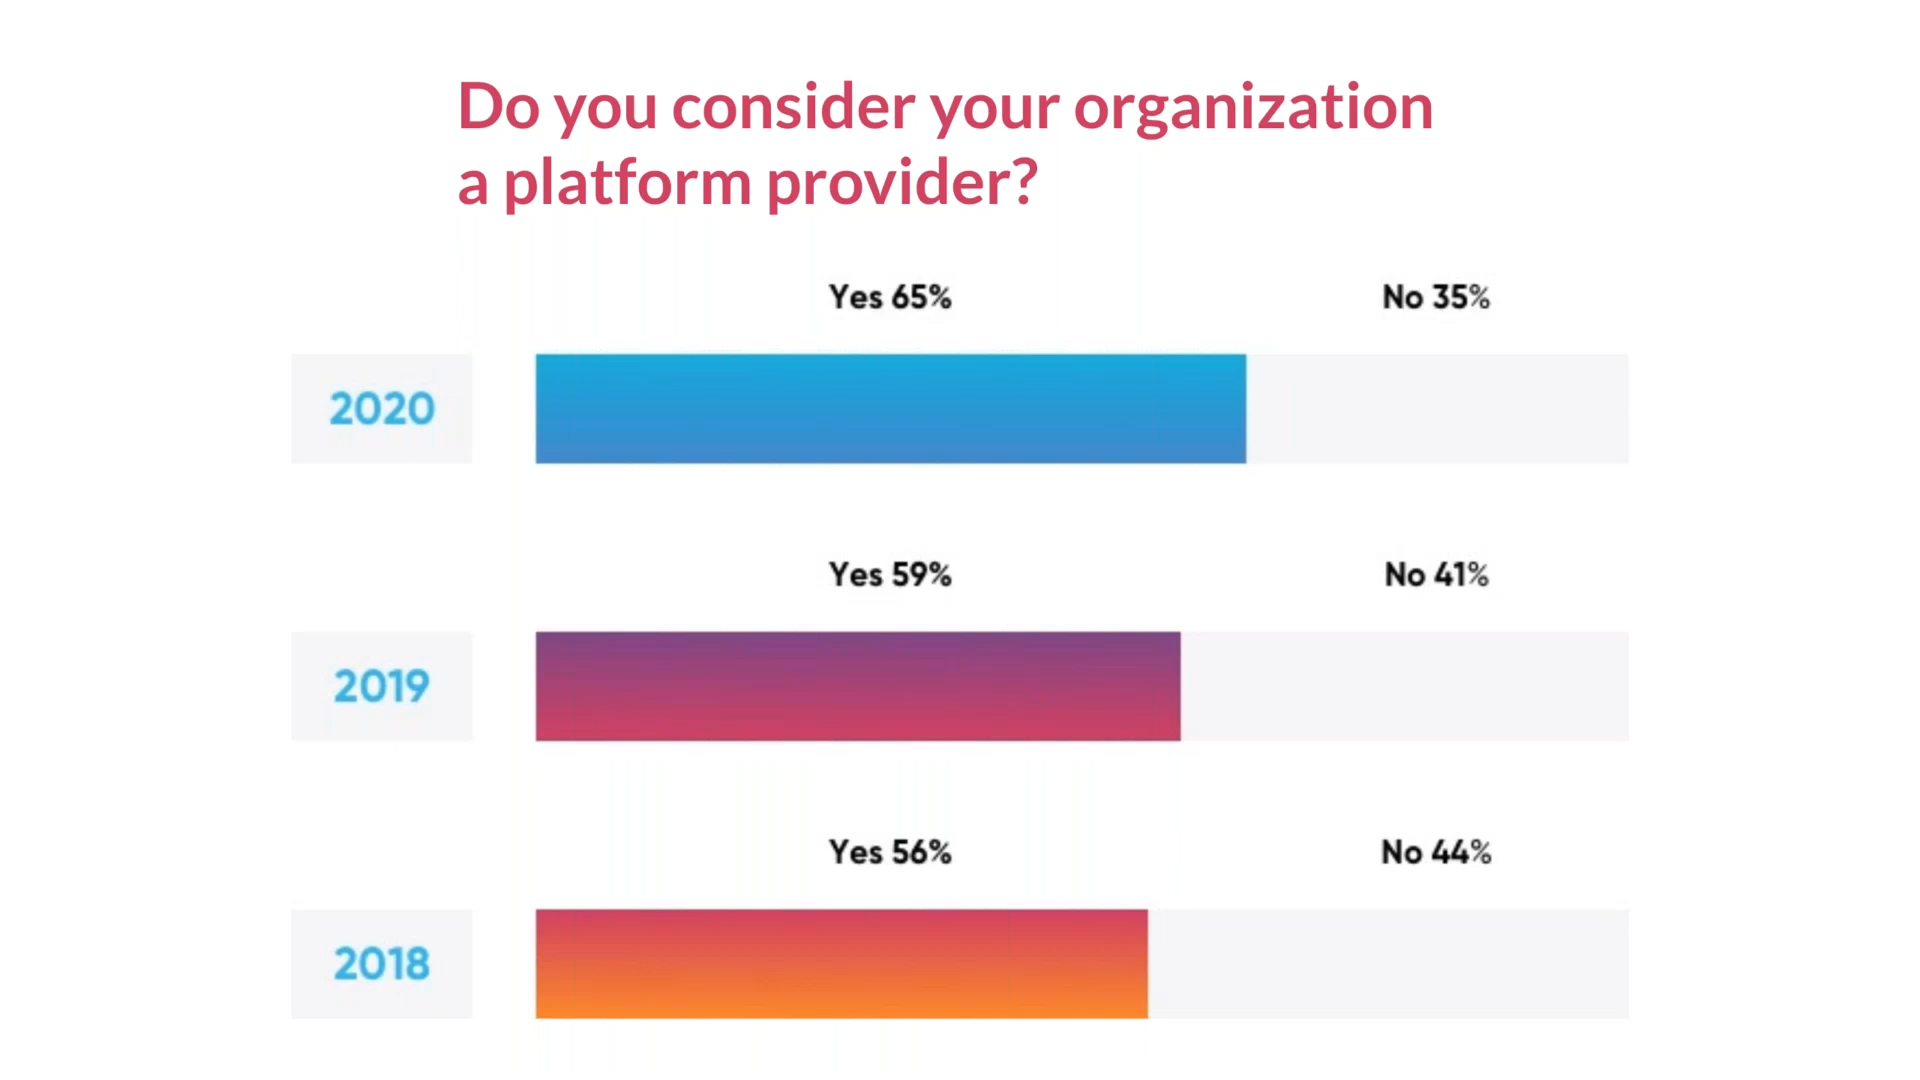 Do you consider your organization
a platform provider?
Yes 65% No 35%
2020
Yes 59% No 41%
2019
Yes 56% No 44%
2018